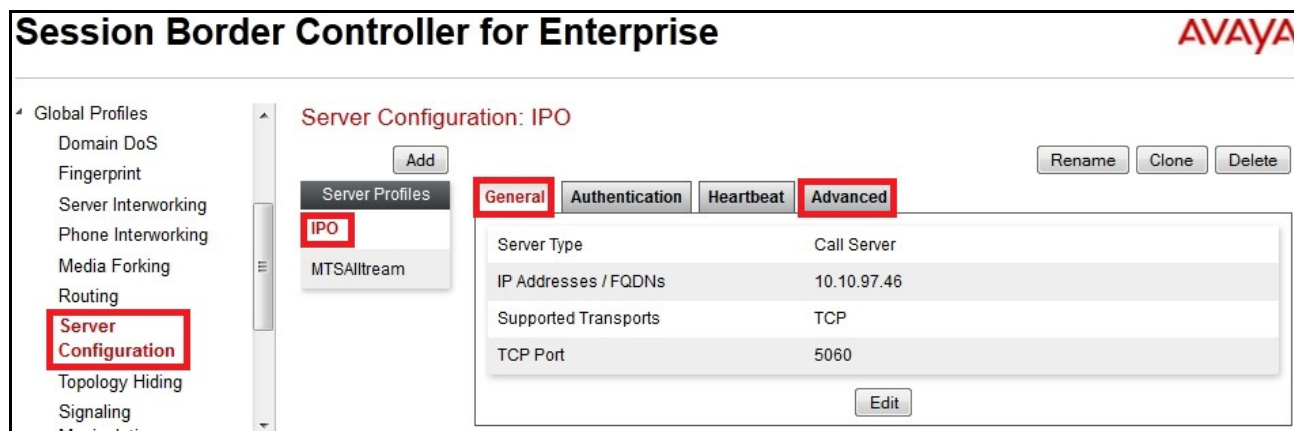 Session Border Controller for Enterprise
AVAYA
Global Profiles
Domain DoS
Fingerprint
Server Interworking
Phone Interworking
Media Forking
Routing
Server
Configuration
Topology Hiding
Signaling
Server Configuration: IPO
Add
Rename Clone Delete
Server Profiles
IPO
MTSAlltream
General Authentication Heartbeat Advanced
Server Type Call Server
IP Addresses / FQDNs 10.10.97.46
Supported Transports TCP
TCP Port 5060
Edit